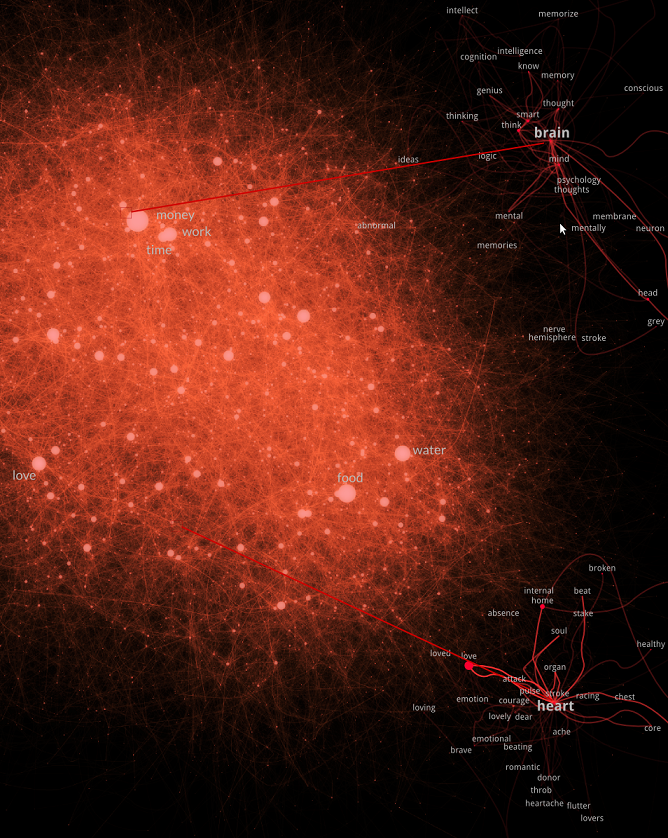 intellect
memorize
cognition
intelligence
know
memory
conscious
genius
thought
thinking
smart
think
brain
ideas
logic
mind
psychology
thoughts
mental
membrane
mentally
neuron
memories
head
grey
nerve
hemisphere
stroke
money
work
time
abnormal
water
food
love
broken
internal
home
beat
absence
stake
soul
healthy
loved
love
organ
attack
pulse
stroke
racing
chest
emotion
courage
heart
loving
lovely
dear
core
ache
emotional
beating
brave
romantic
donor
throb
heartache
flutter
lovers